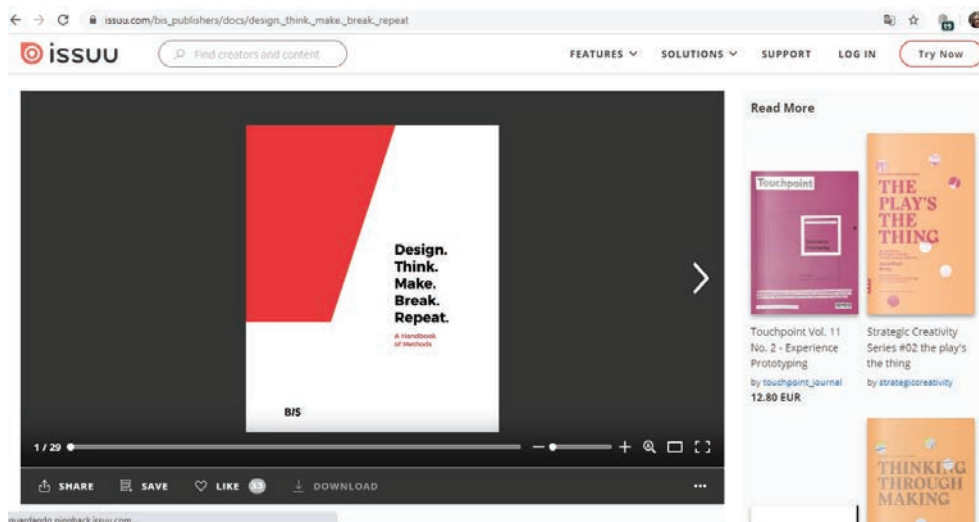 issuu.com/bis_publishers/docs/design._think._make._break._repeat
issuu
Find creators and content
FEATURES
SOLUTIONS
SUPPORT
LOG IN
Try Now
Design.
Think.
Make.
Break.
Repeat.
A Handbook
of Methods
BIS
1 / 29
SHARE
SAVE
LIKE 33
DOWNLOAD
Read More
Touchpoint
Touchpoint Vol. 11
No. 2 - Experience
Prototyping
by touchpoint_journal
12.80 EUR
THE
PLAY'S
THE
THING
Strategic Creativity
Series #02 the play's
the thing
by strategiccreativity
THINKING
THROUGH
MAKING